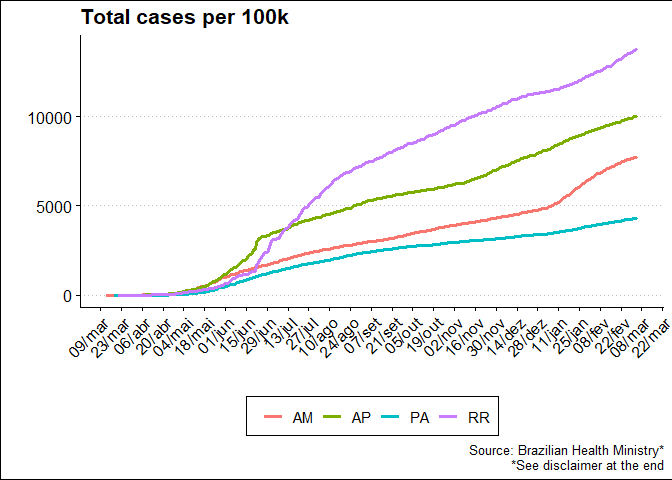 Total cases per 100k
10000
5000
0
09/mar
23/mar
06/abr
20/abr
04/mai
18/mai
01/jun
15/jun
29/jun
13/jul
27/jul
10/ago
24/ago
07/set
21/set
05/out
19/out
02/nov
16/nov
30/nov
14/dez
28/dez
11/jan
25/jan
08/fev
22/fev
08/mar
22/mar
AM AP PA RR
Source: Brazilian Health Ministry*
*See disclaimer at the end